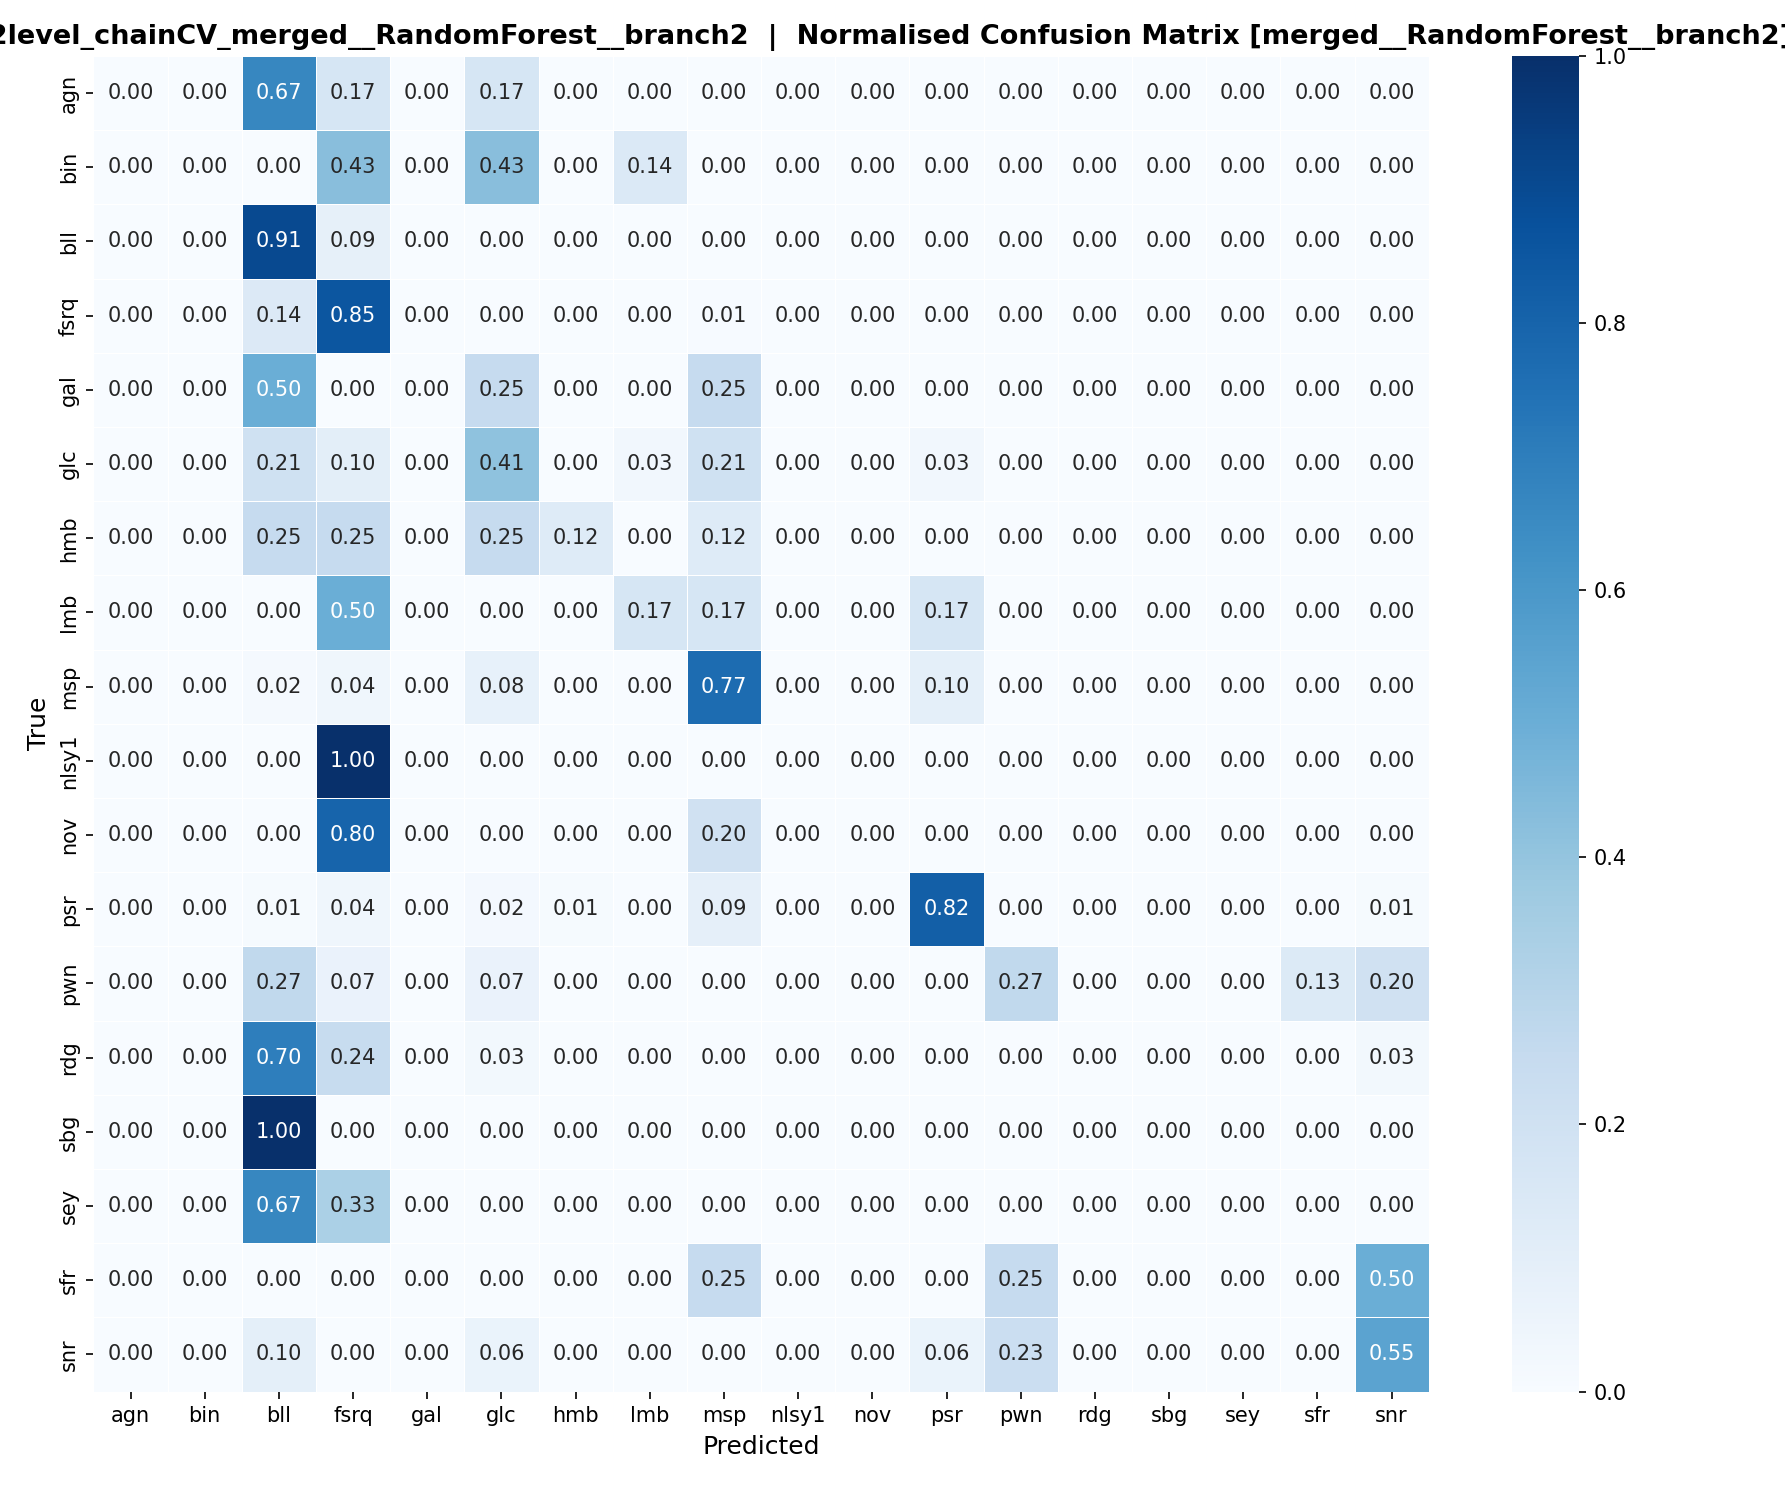 2level_chainCV_merged__RandomForest__branch2 | Normalised Confusion Matrix [merged__RandomForest__branch2]
agn 0.00 0.00 0.67 0.17 0.00 0.17 0.00 0.00 0.00 0.00 0.00 0.00 0.00 0.00 0.00 0.00 0.00 0.00
bin 0.00 0.00 0.00 0.43 0.00 0.43 0.00 0.14 0.00 0.00 0.00 0.00 0.00 0.00 0.00 0.00 0.00 0.00
bll 0.00 0.00 0.91 0.09 0.00 0.00 0.00 0.00 0.00 0.00 0.00 0.00 0.00 0.00 0.00 0.00 0.00 0.00
fsrq 0.00 0.00 0.14 0.85 0.00 0.00 0.00 0.00 0.01 0.00 0.00 0.00 0.00 0.00 0.00 0.00 0.00 0.00
gal 0.00 0.00 0.50 0.00 0.00 0.25 0.00 0.00 0.25 0.00 0.00 0.00 0.00 0.00 0.00 0.00 0.00 0.00
glc 0.00 0.00 0.21 0.10 0.00 0.41 0.00 0.03 0.21 0.00 0.00 0.03 0.00 0.00 0.00 0.00 0.00 0.00
hmb 0.00 0.00 0.25 0.25 0.00 0.25 0.12 0.00 0.12 0.00 0.00 0.00 0.00 0.00 0.00 0.00 0.00 0.00
lmb 0.00 0.00 0.00 0.50 0.00 0.00 0.00 0.17 0.17 0.00 0.00 0.17 0.00 0.00 0.00 0.00 0.00 0.00
msp 0.00 0.00 0.02 0.04 0.00 0.08 0.00 0.00 0.77 0.00 0.00 0.10 0.00 0.00 0.00 0.00 0.00 0.00
nlsy1 0.00 0.00 0.00 1.00 0.00 0.00 0.00 0.00 0.00 0.00 0.00 0.00 0.00 0.00 0.00 0.00 0.00 0.00
nov 0.00 0.00 0.00 0.80 0.00 0.00 0.00 0.00 0.20 0.00 0.00 0.00 0.00 0.00 0.00 0.00 0.00 0.00
psr 0.00 0.00 0.01 0.04 0.00 0.02 0.01 0.00 0.09 0.00 0.00 0.82 0.00 0.00 0.00 0.00 0.00 0.01
pwn 0.00 0.00 0.27 0.07 0.00 0.07 0.00 0.00 0.00 0.00 0.00 0.00 0.27 0.00 0.00 0.00 0.13 0.20
rdg 0.00 0.00 0.70 0.24 0.00 0.03 0.00 0.00 0.00 0.00 0.00 0.00 0.00 0.00 0.00 0.00 0.00 0.03
sbg 0.00 0.00 1.00 0.00 0.00 0.00 0.00 0.00 0.00 0.00 0.00 0.00 0.00 0.00 0.00 0.00 0.00 0.00
sey 0.00 0.00 0.67 0.33 0.00 0.00 0.00 0.00 0.00 0.00 0.00 0.00 0.00 0.00 0.00 0.00 0.00 0.00
sfr 0.00 0.00 0.00 0.00 0.00 0.00 0.00 0.00 0.25 0.00 0.00 0.00 0.25 0.00 0.00 0.00 0.00 0.50
snr 0.00 0.00 0.10 0.00 0.00 0.06 0.00 0.00 0.00 0.00 0.00 0.06 0.23 0.00 0.00 0.00 0.00 0.55
agn bin bll fsrq gal glc hmb lmb msp nlsy1 nov psr pwn rdg sbg sey sfr snr
Predicted
True
1.0
0.8
0.6
0.4
0.2
0.0